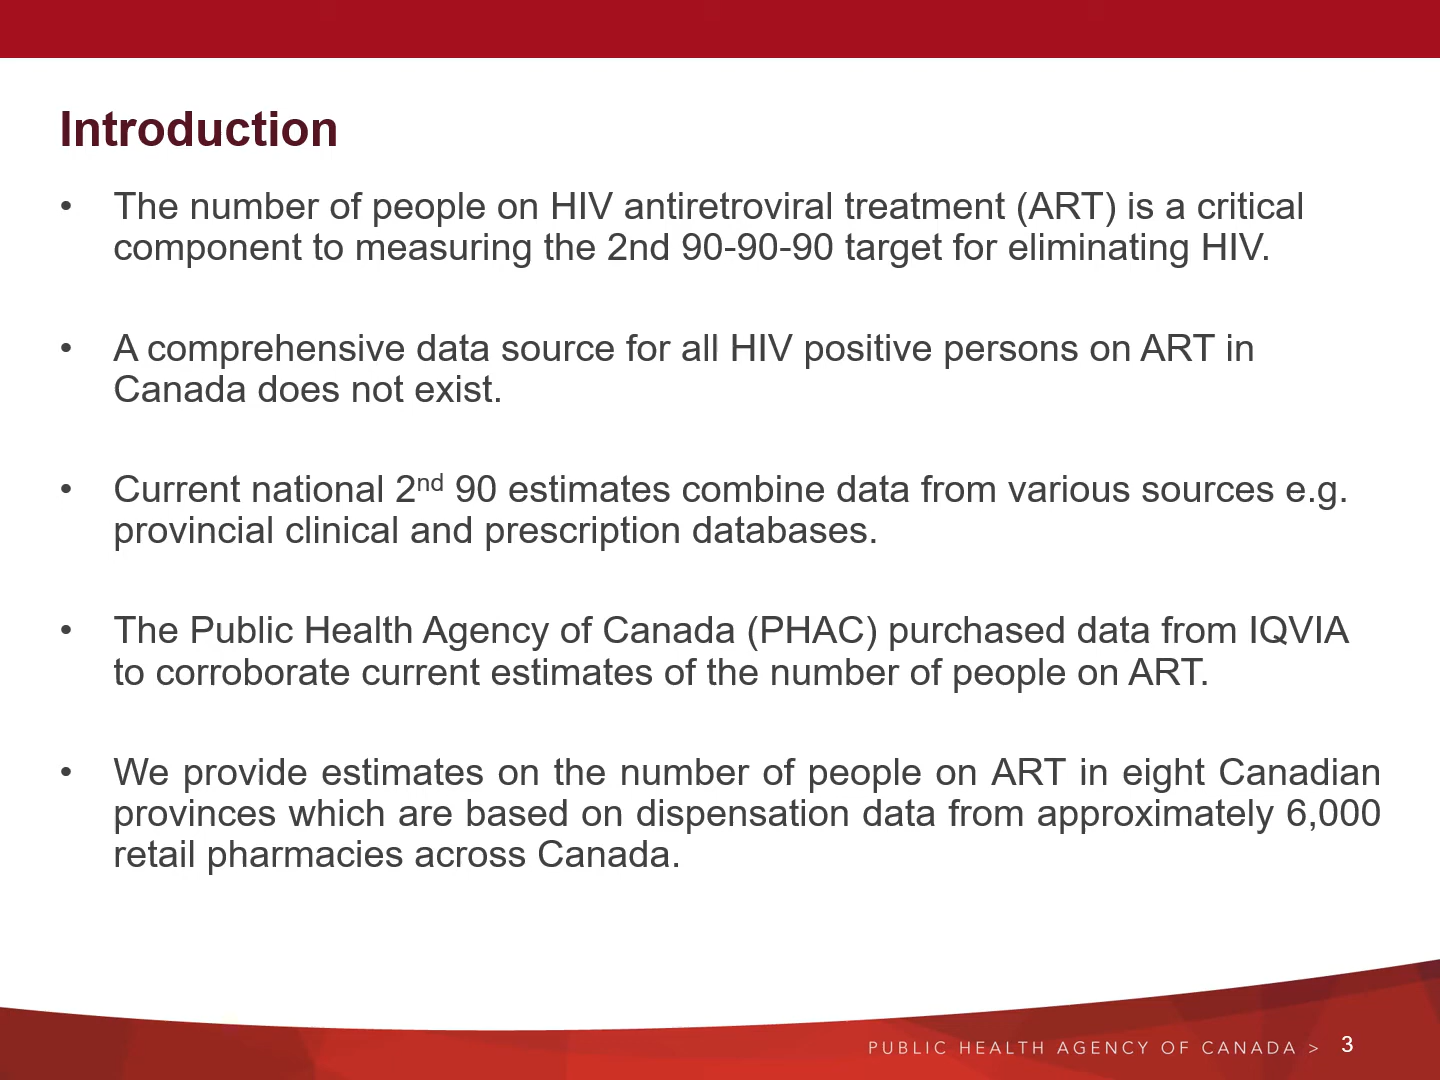 Introduction
• The number of people on HIV antiretroviral treatment (ART) is a critical
component to measuring the 2nd 90-90-90 target for eliminating HIV.
• A comprehensive data source for all HIV positive persons on ART in
Canada does not exist.
• Current national 2nd 90 estimates combine data from various sources e.g.
provincial clinical and prescription databases.
• The Public Health Agency of Canada (PHAC) purchased data from IQVIA
to corroborate current estimates of the number of people on ART.
• We provide estimates on the number of people on ART in eight Canadian
provinces which are based on dispensation data from approximately 6,000
retail pharmacies across Canada.
PUBLIC HEALTH AGENCY OF CANADA > 3